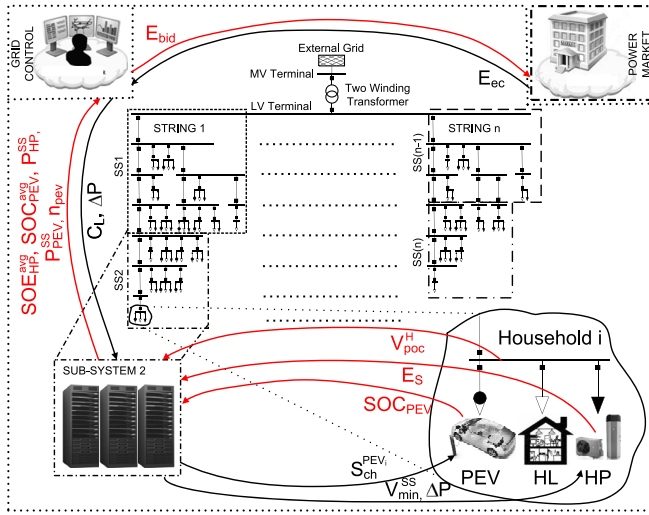 GRID CONTROL
E_bid
External Grid
MV Terminal
Two Winding
Transformer
LV Terminal
E_ec
MARKET
POWER MARKET
STRING 1
STRING n
SS1
SS(n-1)
SS2
SS(n)
SOE_HP^avg, SOC_PEV^avg, P_HP^SS,
P_PEV^SS, n_pev
C_L, ΔP
SUB-SYSTEM 2
V_poc^H
Household i
E_S
SOC_PEV
S_ch^PEV_i
V_min^SS, ΔP
PEV
HL
HP